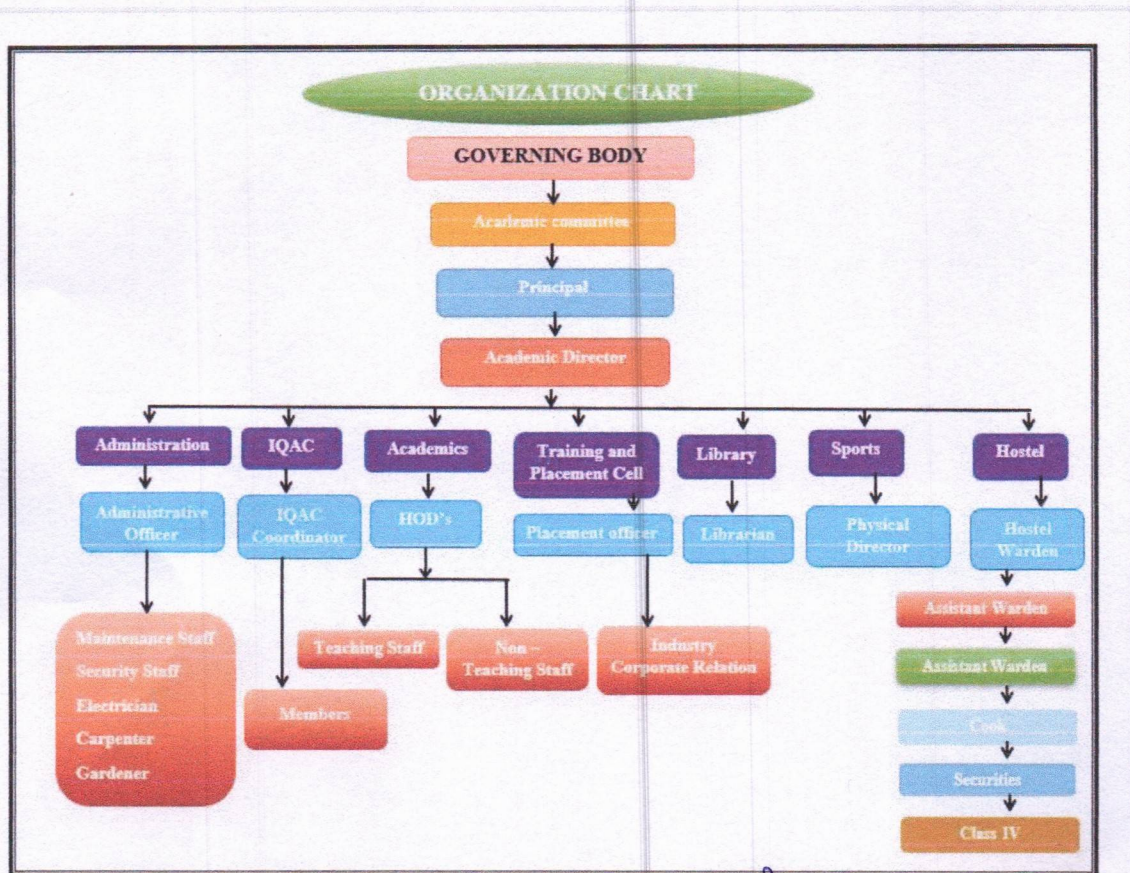 ORGANIZATION CHART
GOVERNING BODY
Academic committee
Principal
Academic Director
Administration
IQAC
Academics
Training and
Placement Cell
Library
Sports
Hostel
Administrative
Officer
IQAC
Coordinator
HOD's
Placement officer
Librarian
Physical
Director
Hostel
Warden
Maintenance Staff
Security Staff
Electrician
Carpenter
Gardener
Members
Teaching Staff
Non –
Teaching Staff
Industry
Corporate Relation
Assistant Warden
Assistant Warden
Cook
Securities
Class IV